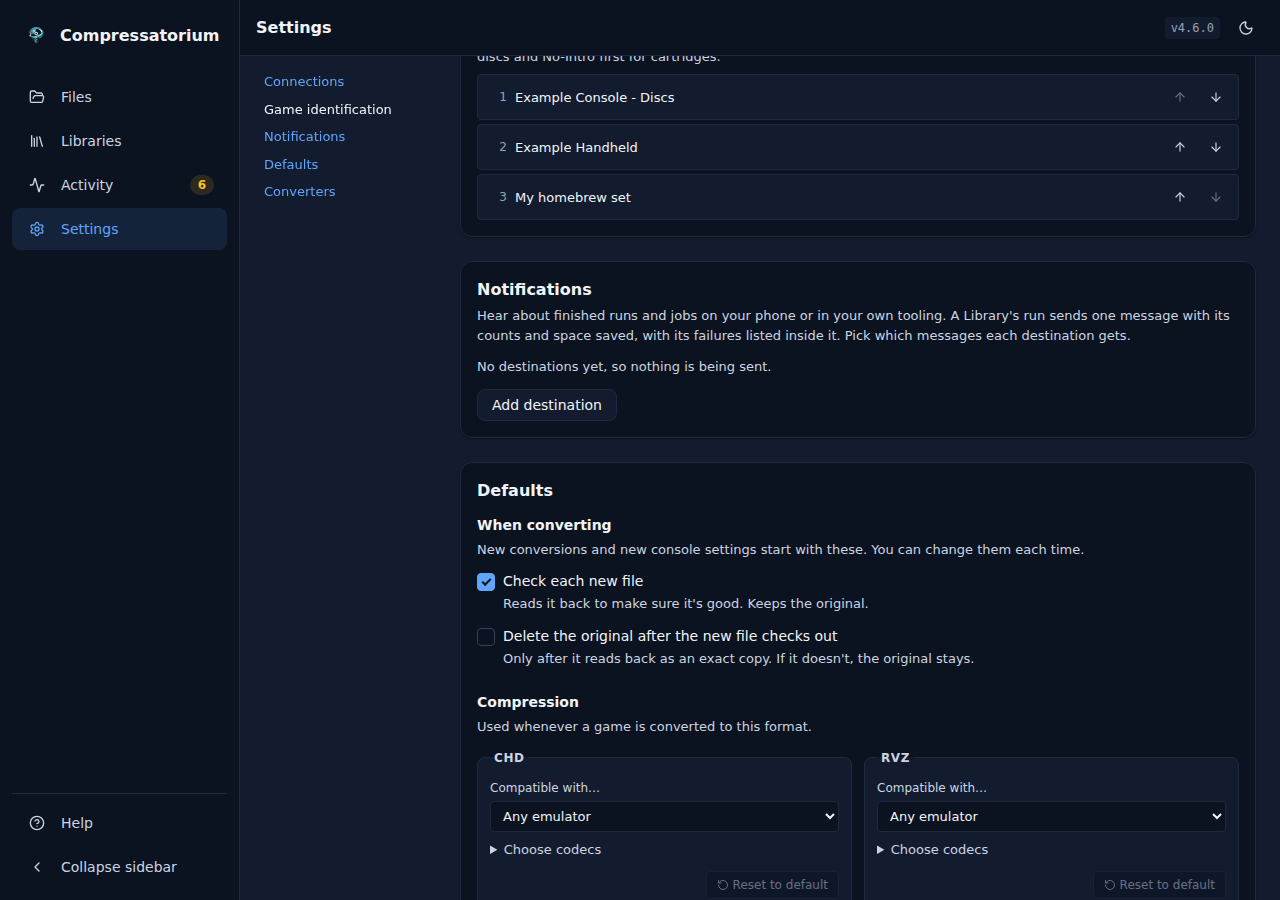 Compressatorium
Files
Libraries
Activity
6
Settings
Help
Collapse sidebar
Settings
v4.6.0
Connections
Game identification
Notifications
Defaults
Converters
discs and No-Intro first for cartridges.
1 Example Console - Discs
2 Example Handheld
3 My homebrew set
Notifications
Hear about finished runs and jobs on your phone or in your own tooling. A Library's run sends one message with its
counts and space saved, with its failures listed inside it. Pick which messages each destination gets.
No destinations yet, so nothing is being sent.
Add destination
Defaults
When converting
New conversions and new console settings start with these. You can change them each time.
Check each new file
Reads it back to make sure it's good. Keeps the original.
Delete the original after the new file checks out
Only after it reads back as an exact copy. If it doesn't, the original stays.
Compression
Used whenever a game is converted to this format.
CHD
Compatible with…
Any emulator
Choose codecs
Reset to default
RVZ
Compatible with…
Any emulator
Choose codecs
Reset to default